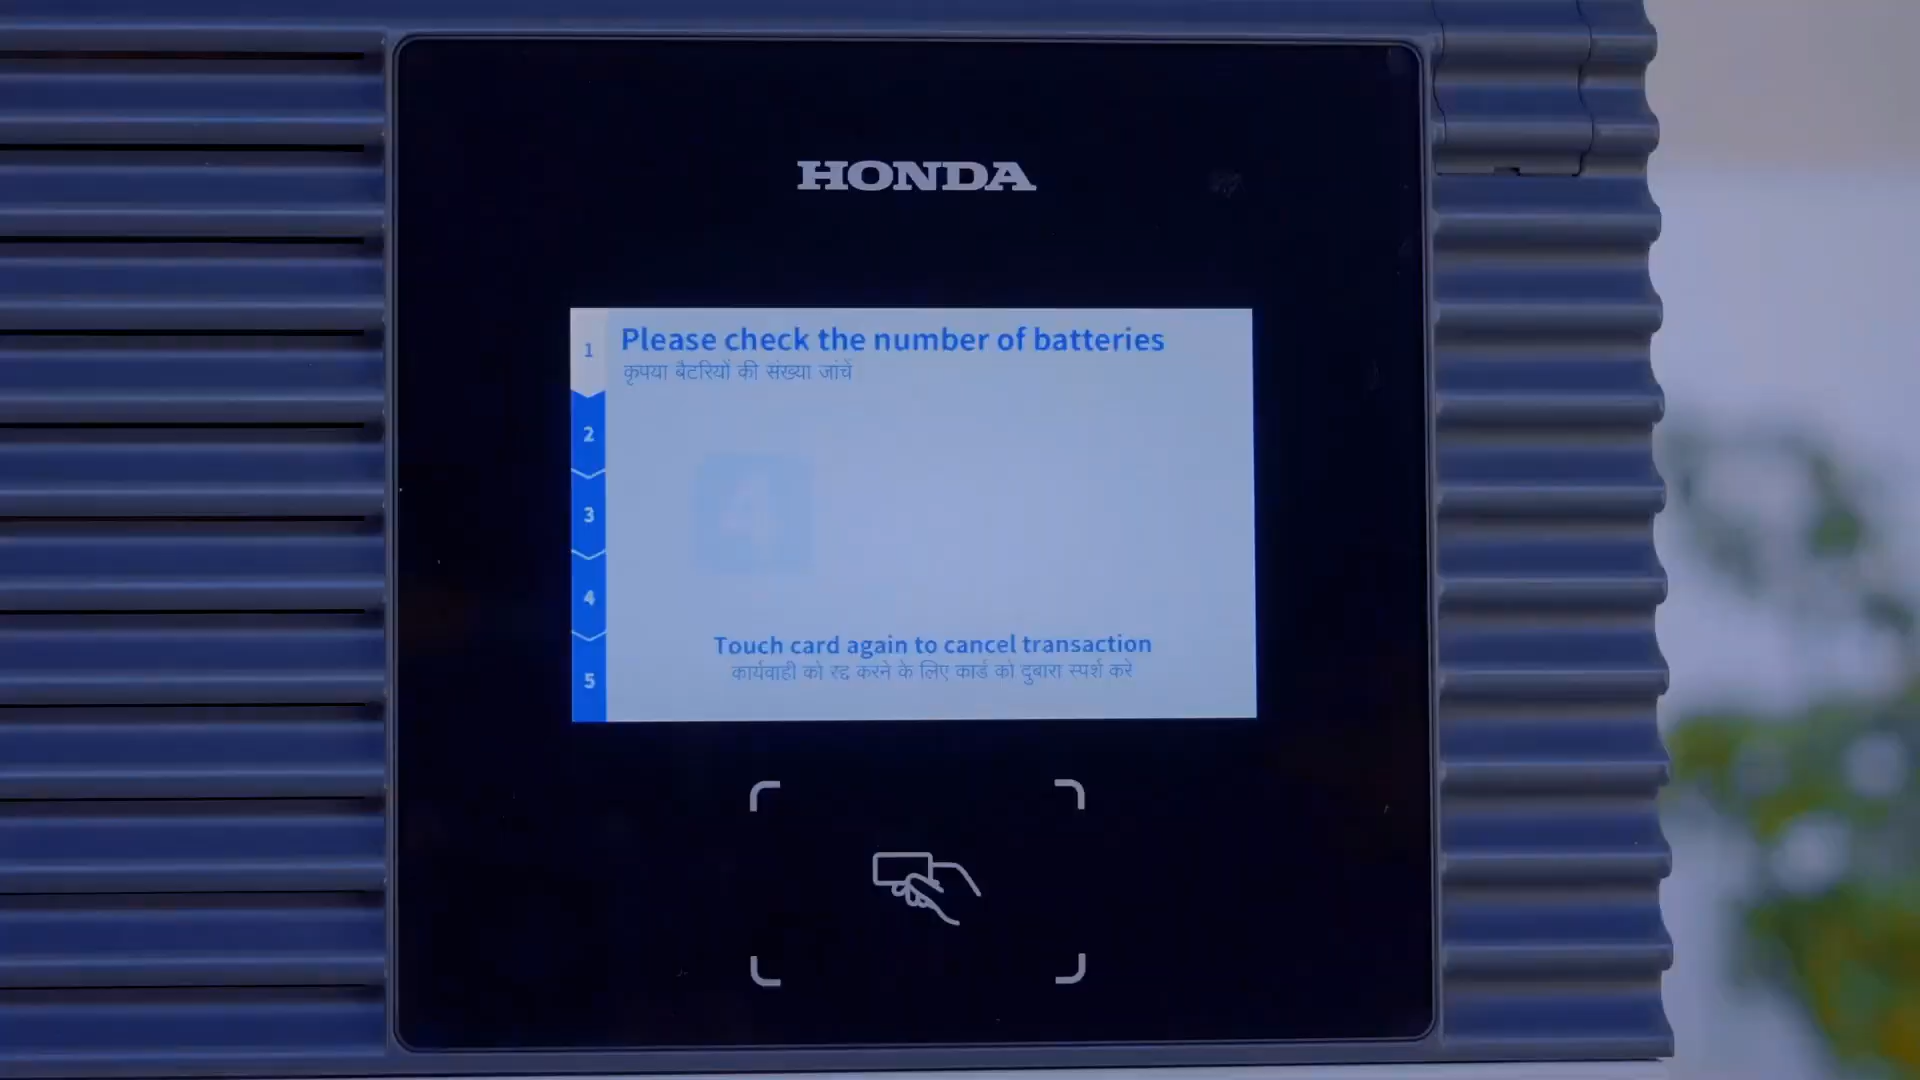 HONDA
1
Please check the number of batteries
कृपया बैटरियों की संख्या जांचें
2
3
4
4
5
Touch card again to cancel transaction
कार्यवाही को रद्द करने के लिए कार्ड को दुबारा स्पर्श करे